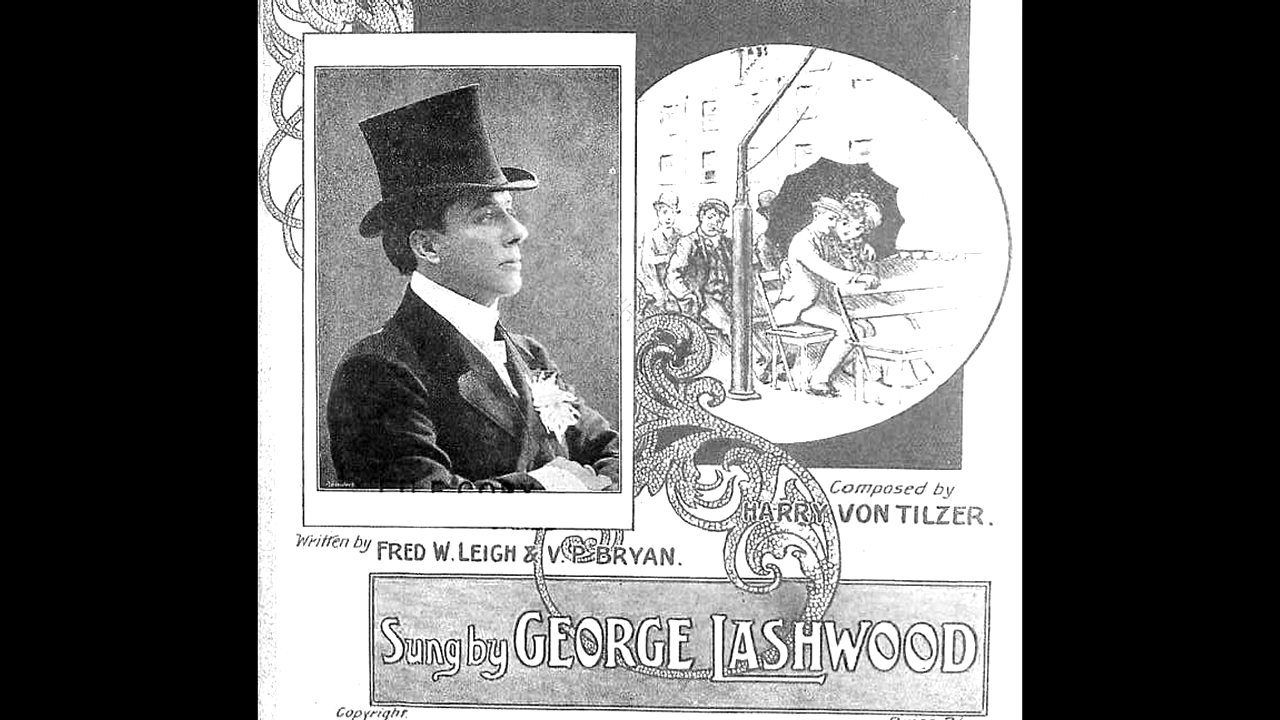 Composed by
HARRY VON TILZER.
Written by FRED W. LEIGH & V. P. BRYAN.
Sung by GEORGE LASHWOOD
Copyright.